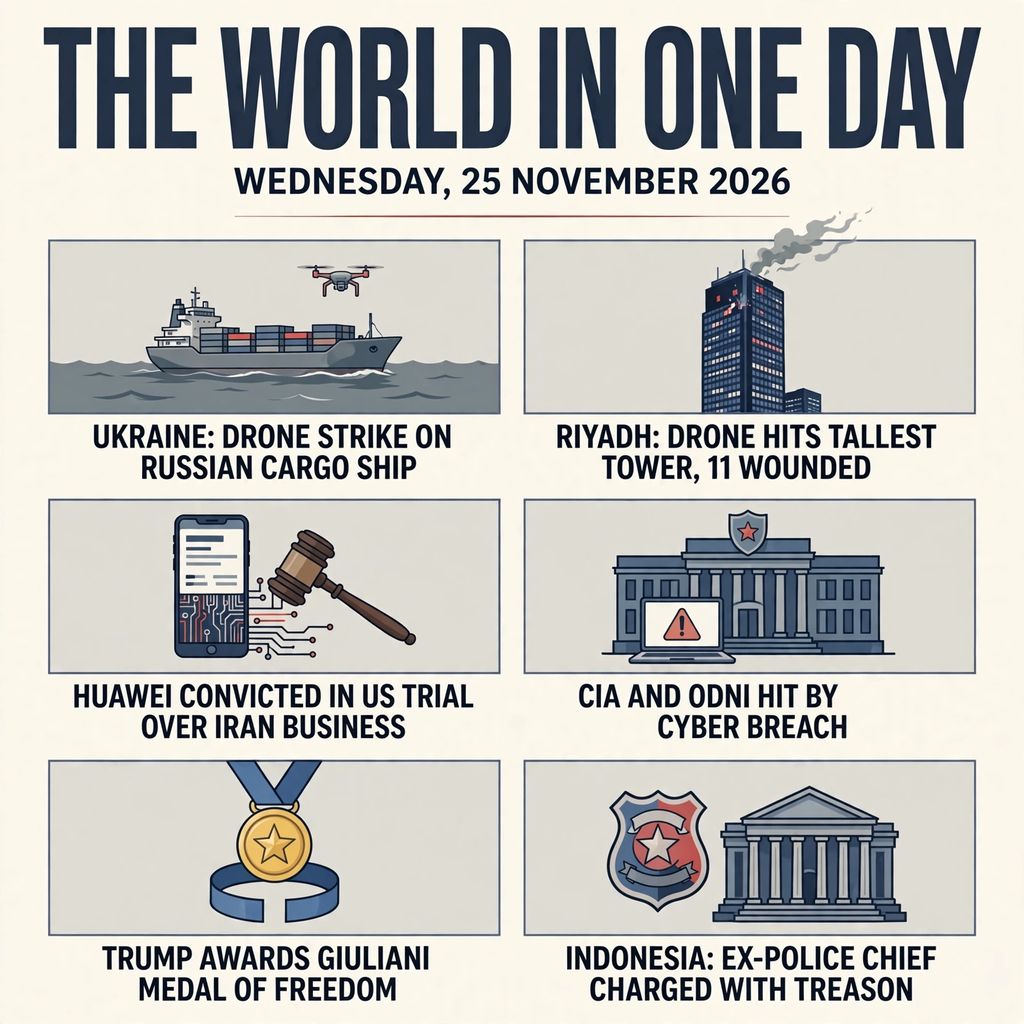 THE WORLD IN ONE DAY
WEDNESDAY, 25 NOVEMBER 2026
UKRAINE: DRONE STRIKE ON
RUSSIAN CARGO SHIP
RIYADH: DRONE HITS TALLEST
TOWER, 11 WOUNDED
HUAWEI CONVICTED IN US TRIAL
OVER IRAN BUSINESS
CIA AND ODNI HIT BY
CYBER BREACH
TRUMP AWARDS GIULIANI
MEDAL OF FREEDOM
INDONESIA: EX-POLICE CHIEF
CHARGED WITH TREASON